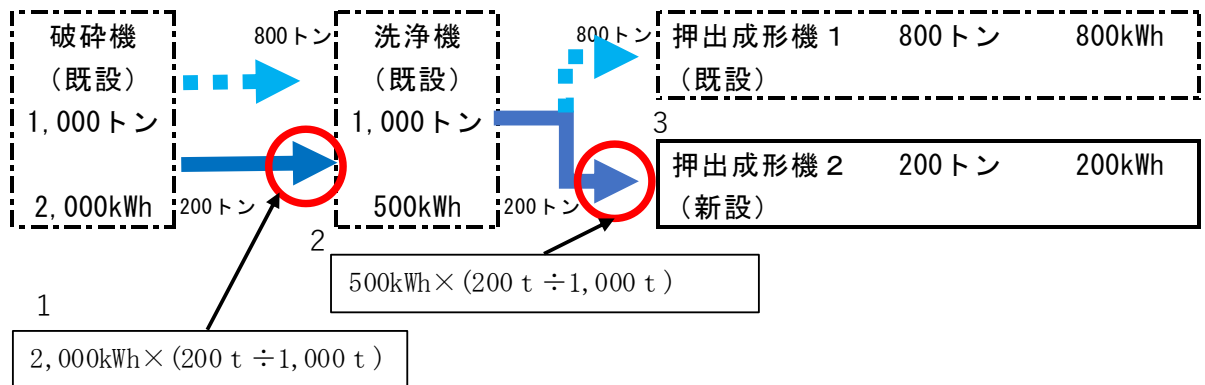 破砕機
（既設）
1,000トン
2,000kWh
800トン
200トン
洗浄機
（既設）
1,000トン
500kWh
800トン
200トン
押出成形機１　800トン　800kWh
（既設）
3
押出成形機２　200トン　200kWh
（新設）
2
500kWh×(200ｔ÷1,000ｔ)
1
2,000kWh×(200ｔ÷1,000ｔ)